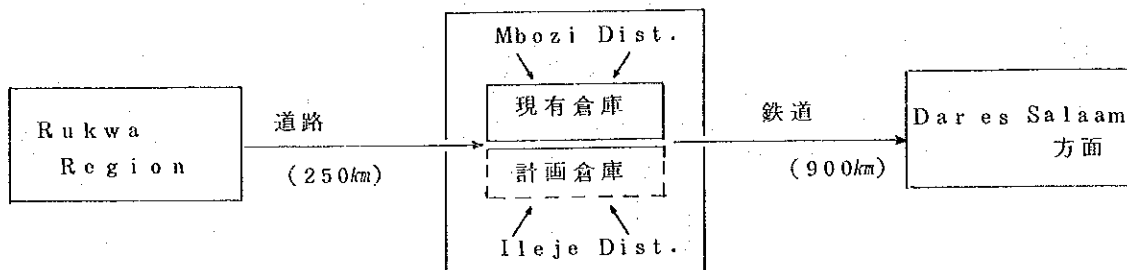 Rukwa
Region
道路
(250㎞)
Mbozi Dist.
現有倉庫
計画倉庫
Ileje Dist.
鉄道
(900㎞)
Dar es Salaam
方面